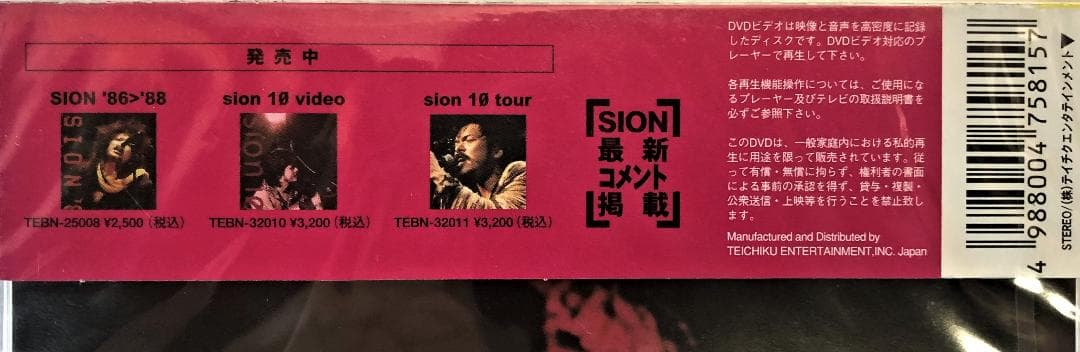 発売中
SION '86>'88
SION
TEBN-25008 ¥2,500（税込）
sion 10 video
TEBN-32010 ¥3,200（税込）
sion 10 tour
TEBN-32011 ¥3,200（税込）
SION
最新
コメント
掲載
DVDビデオは映像と音声を高密度に記録
したディスクです。DVDビデオ対応のプ
レーヤーで再生して下さい。
各再生機能操作については、ご使用にな
るプレーヤー及びテレビの取扱説明書を
必ずご参照下さい。
このDVDは、一般家庭内における私的再
生に用途を限って販売されています。従
って有償・無償に拘らず、権利者の書面
による事前の承認を得ず、貸与・複製・
公衆送信・上映等を行うことを禁止致し
ます。
Manufactured and Distributed by
TEICHIKU ENTERTAINMENT,INC. Japan
4 988004 758157
STEREO/(株)テイチクエンタテインメント▼